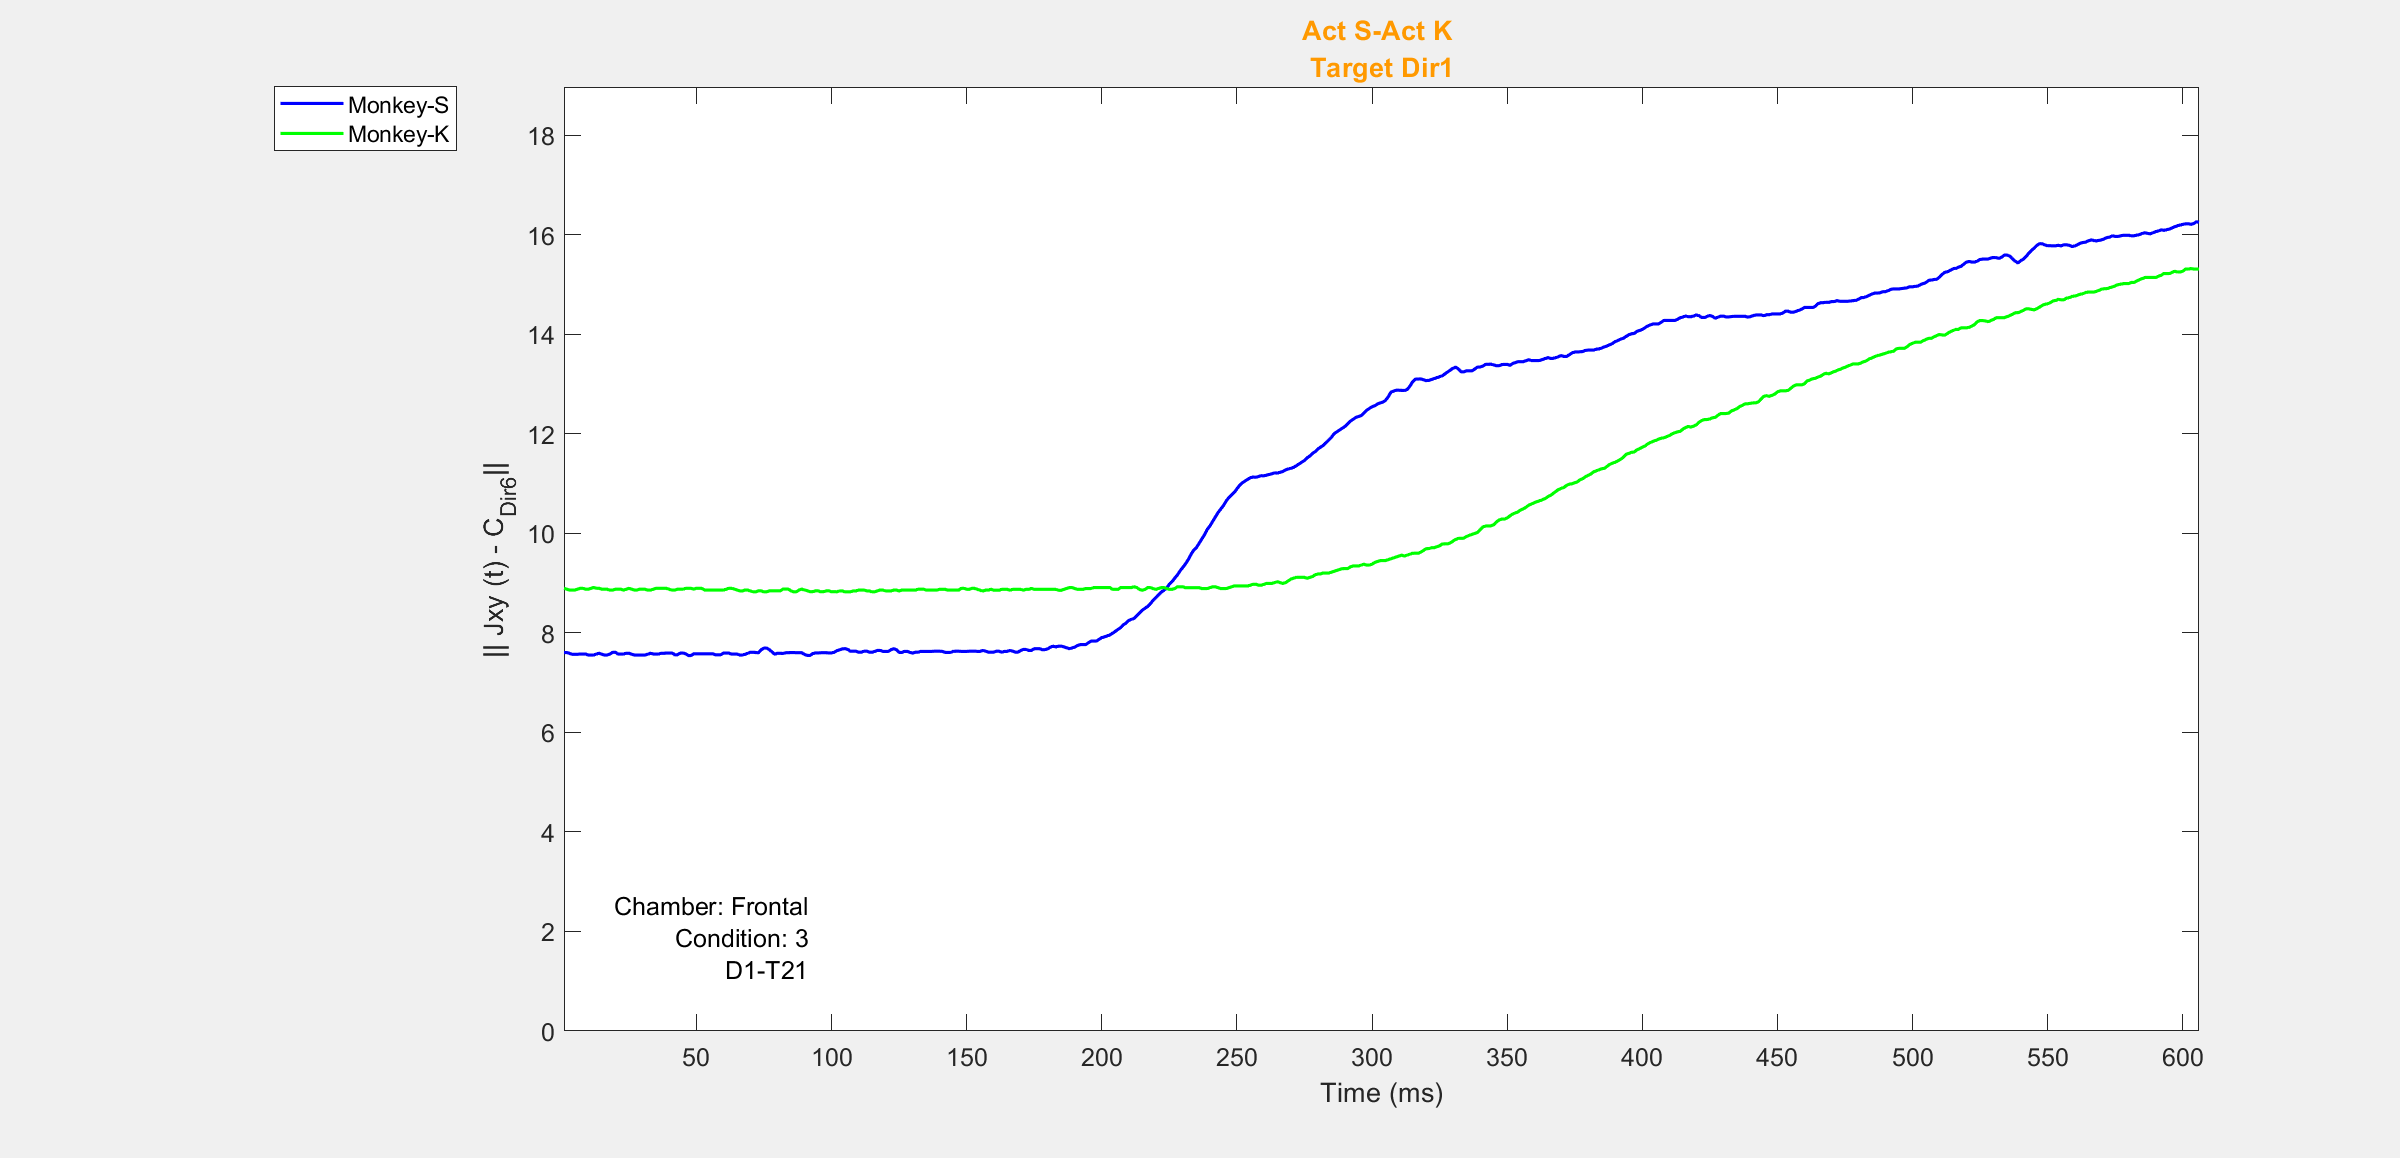 Act S-Act K
Target Dir1
Monkey-S
Monkey-K
|| Jxy (t) - C_Dir6||
18
16
14
12
10
8
6
4
2
0
Chamber: Frontal
Condition: 3
D1-T21
50 100 150 200 250 300 350 400 450 500 550 600
Time (ms)